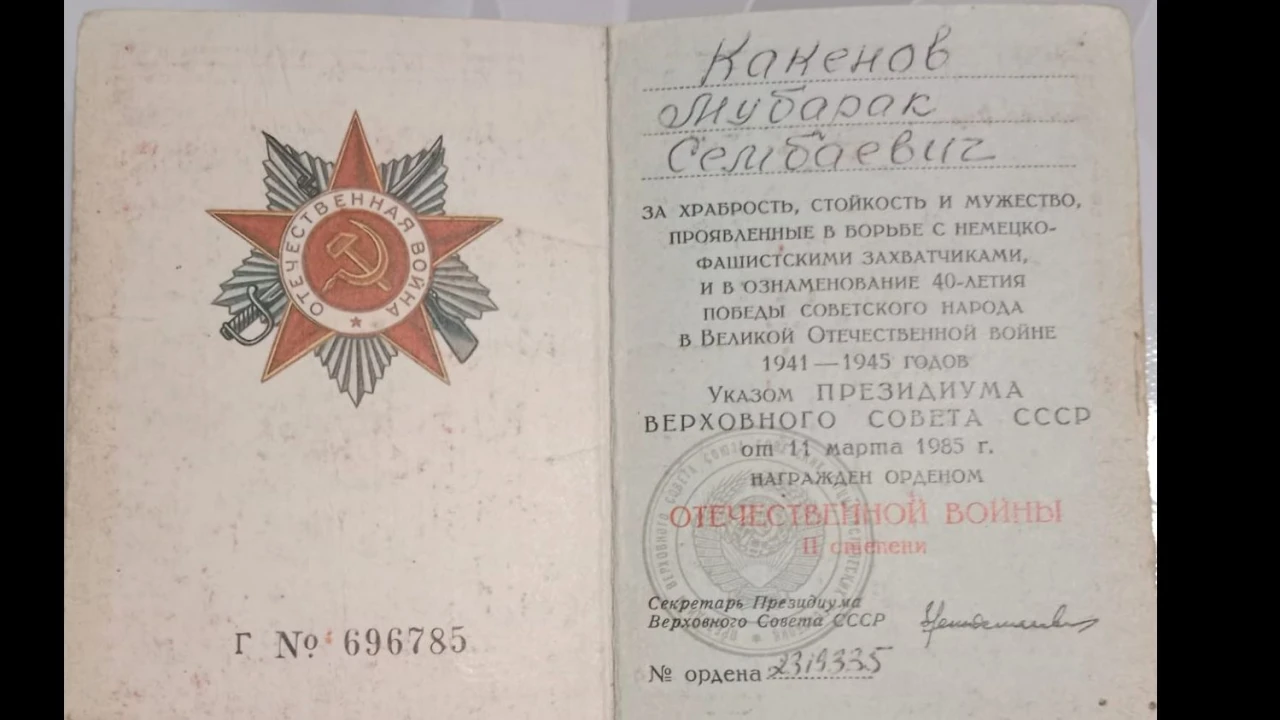 ОТЕЧЕСТВЕННАЯ ВОЙНА
Г № 696785
Какенов
Мубарак
Сембаевич
ЗА ХРАБРОСТЬ, СТОЙКОСТЬ И МУЖЕСТВО,
ПРОЯВЛЕННЫЕ В БОРЬБЕ С НЕМЕЦКО-
ФАШИСТСКИМИ ЗАХВАТЧИКАМИ,
И В ОЗНАМЕНОВАНИЕ 40-ЛЕТИЯ
ПОБЕДЫ СОВЕТСКОГО НАРОДА
В ВЕЛИКОЙ ОТЕЧЕСТВЕННОЙ ВОЙНЕ
1941—1945 ГОДОВ
УКАЗОМ ПРЕЗИДИУМА
ВЕРХОВНОГО СОВЕТА СССР
от 11 марта 1985 г.
НАГРАЖДЕН ОРДЕНОМ
ОТЕЧЕСТВЕННОЙ ВОЙНЫ
II степени
Секретарь Президиума
Верховного Совета СССР
№ ордена 2319335